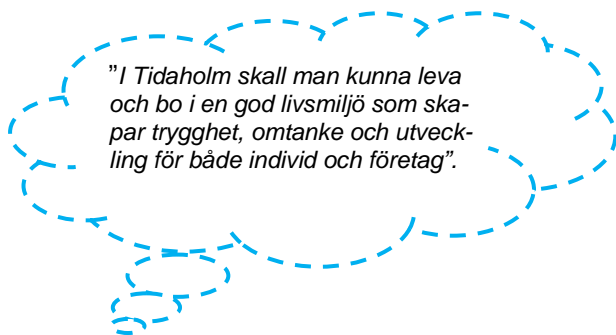 ”I Tidaholm skall man kunna leva
och bo i en god livsmiljö som ska-
par trygghet, omtanke och utveck-
ling för både individ och företag”.